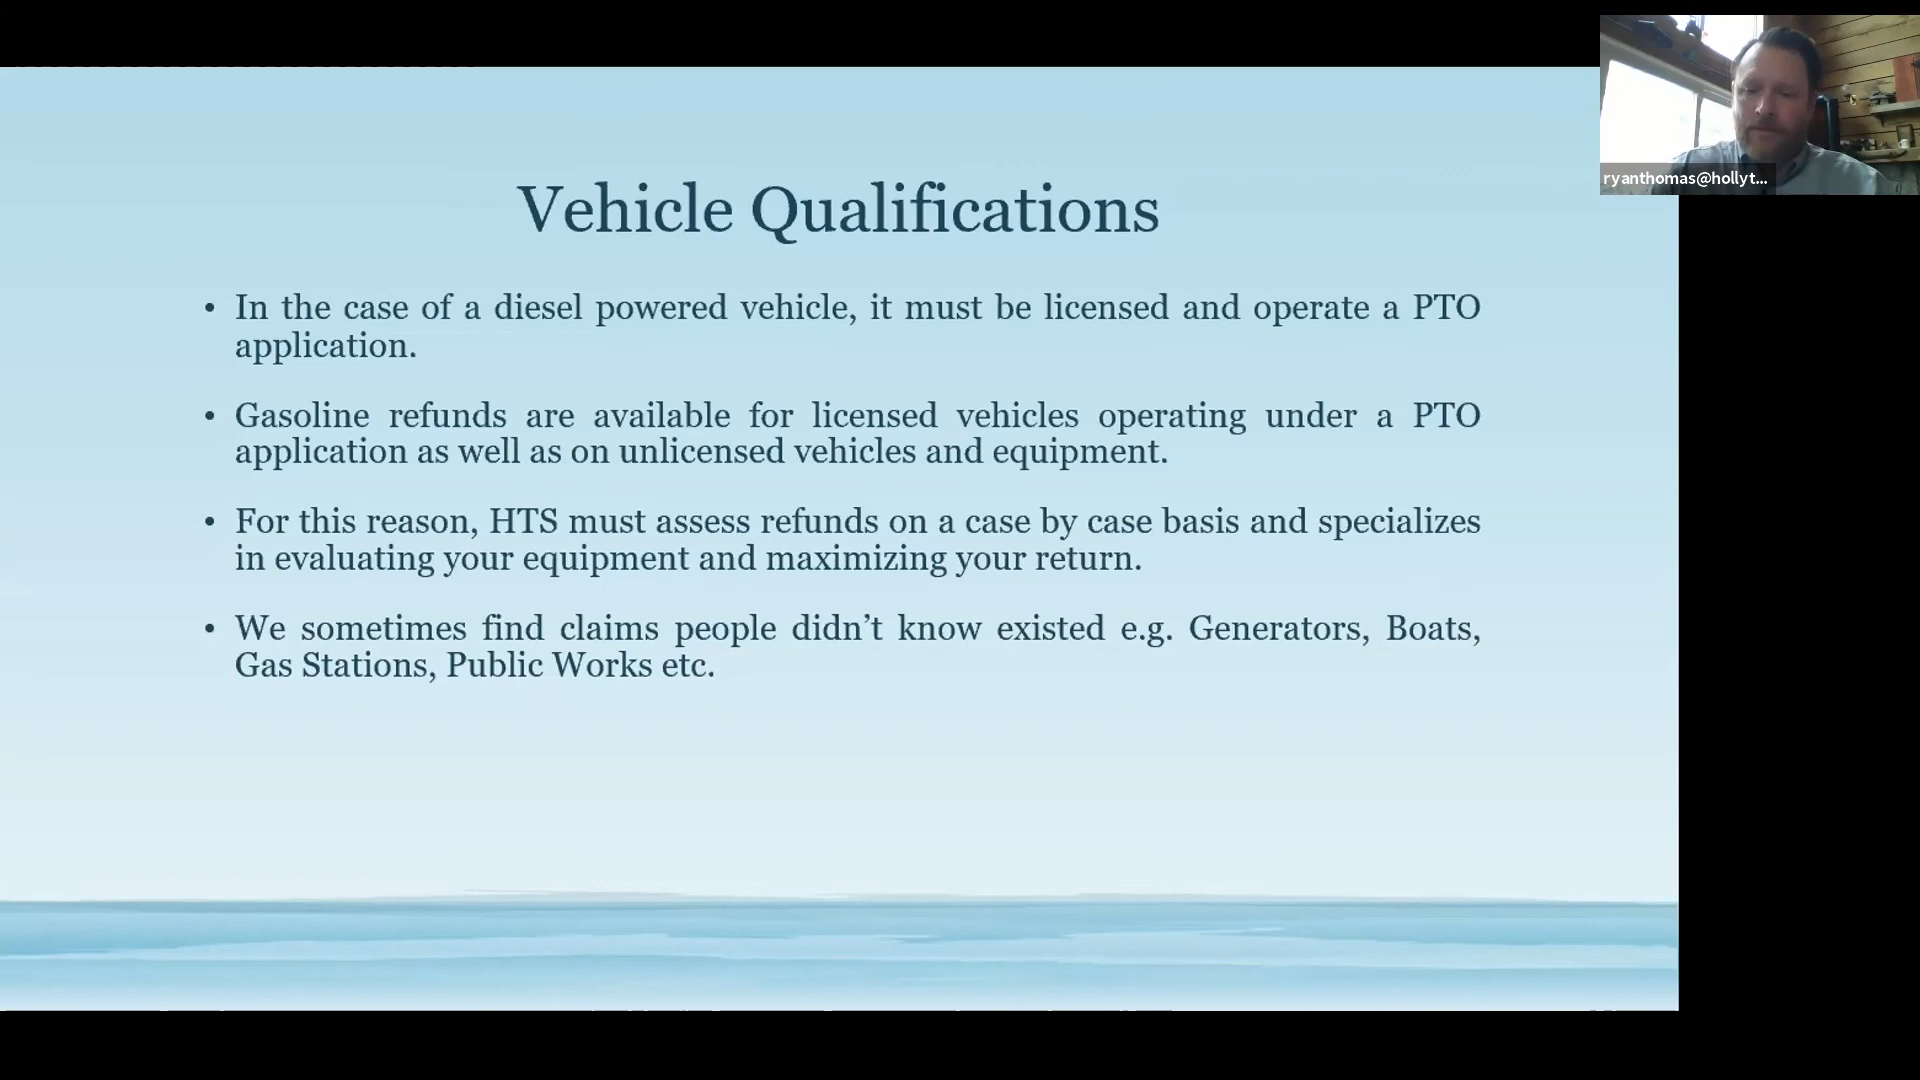 Vehicle Qualifications
• In the case of a diesel powered vehicle, it must be licensed and operate a PTO
application.
• Gasoline refunds are available for licensed vehicles operating under a PTO
application as well as on unlicensed vehicles and equipment.
• For this reason, HTS must assess refunds on a case by case basis and specializes
in evaluating your equipment and maximizing your return.
• We sometimes find claims people didn’t know existed e.g. Generators, Boats,
Gas Stations, Public Works etc.
ryanthomas@hollyt...